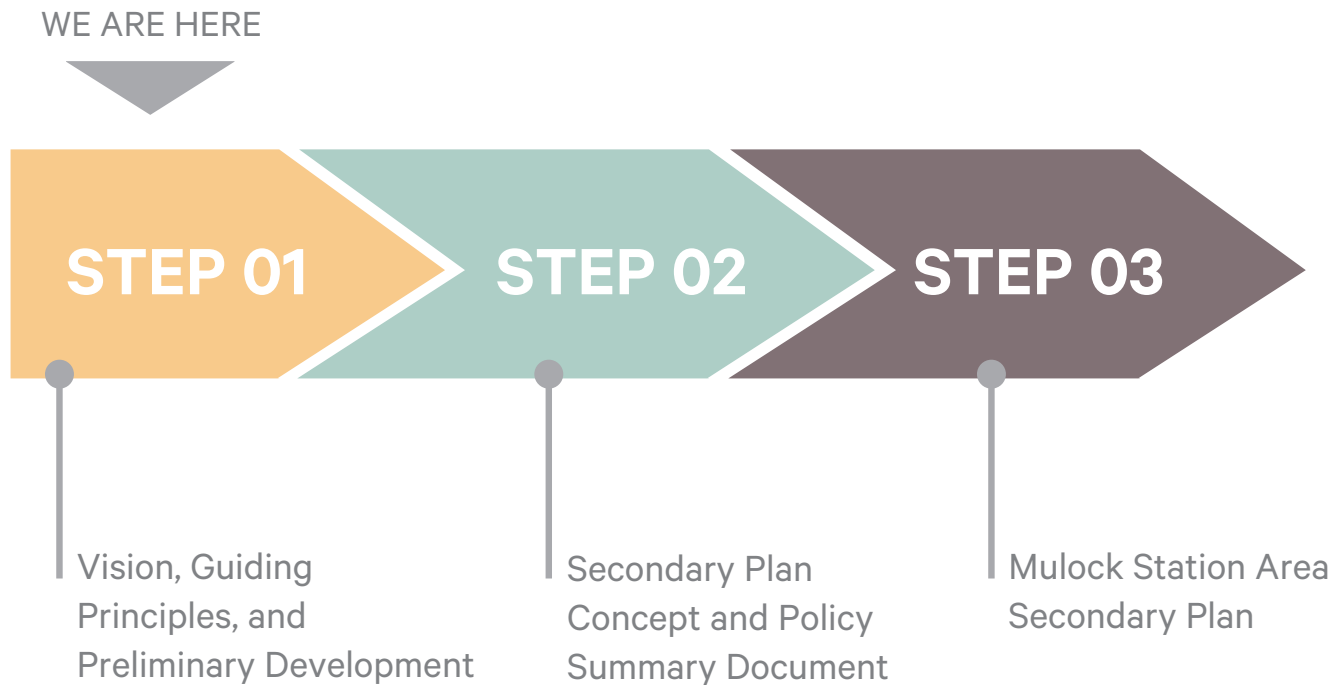 WE ARE HERE
STEP 01
STEP 02
STEP 03
Vision, Guiding
Principles, and
Preliminary Development
Secondary Plan
Concept and Policy
Summary Document
Mulock Station Area
Secondary Plan